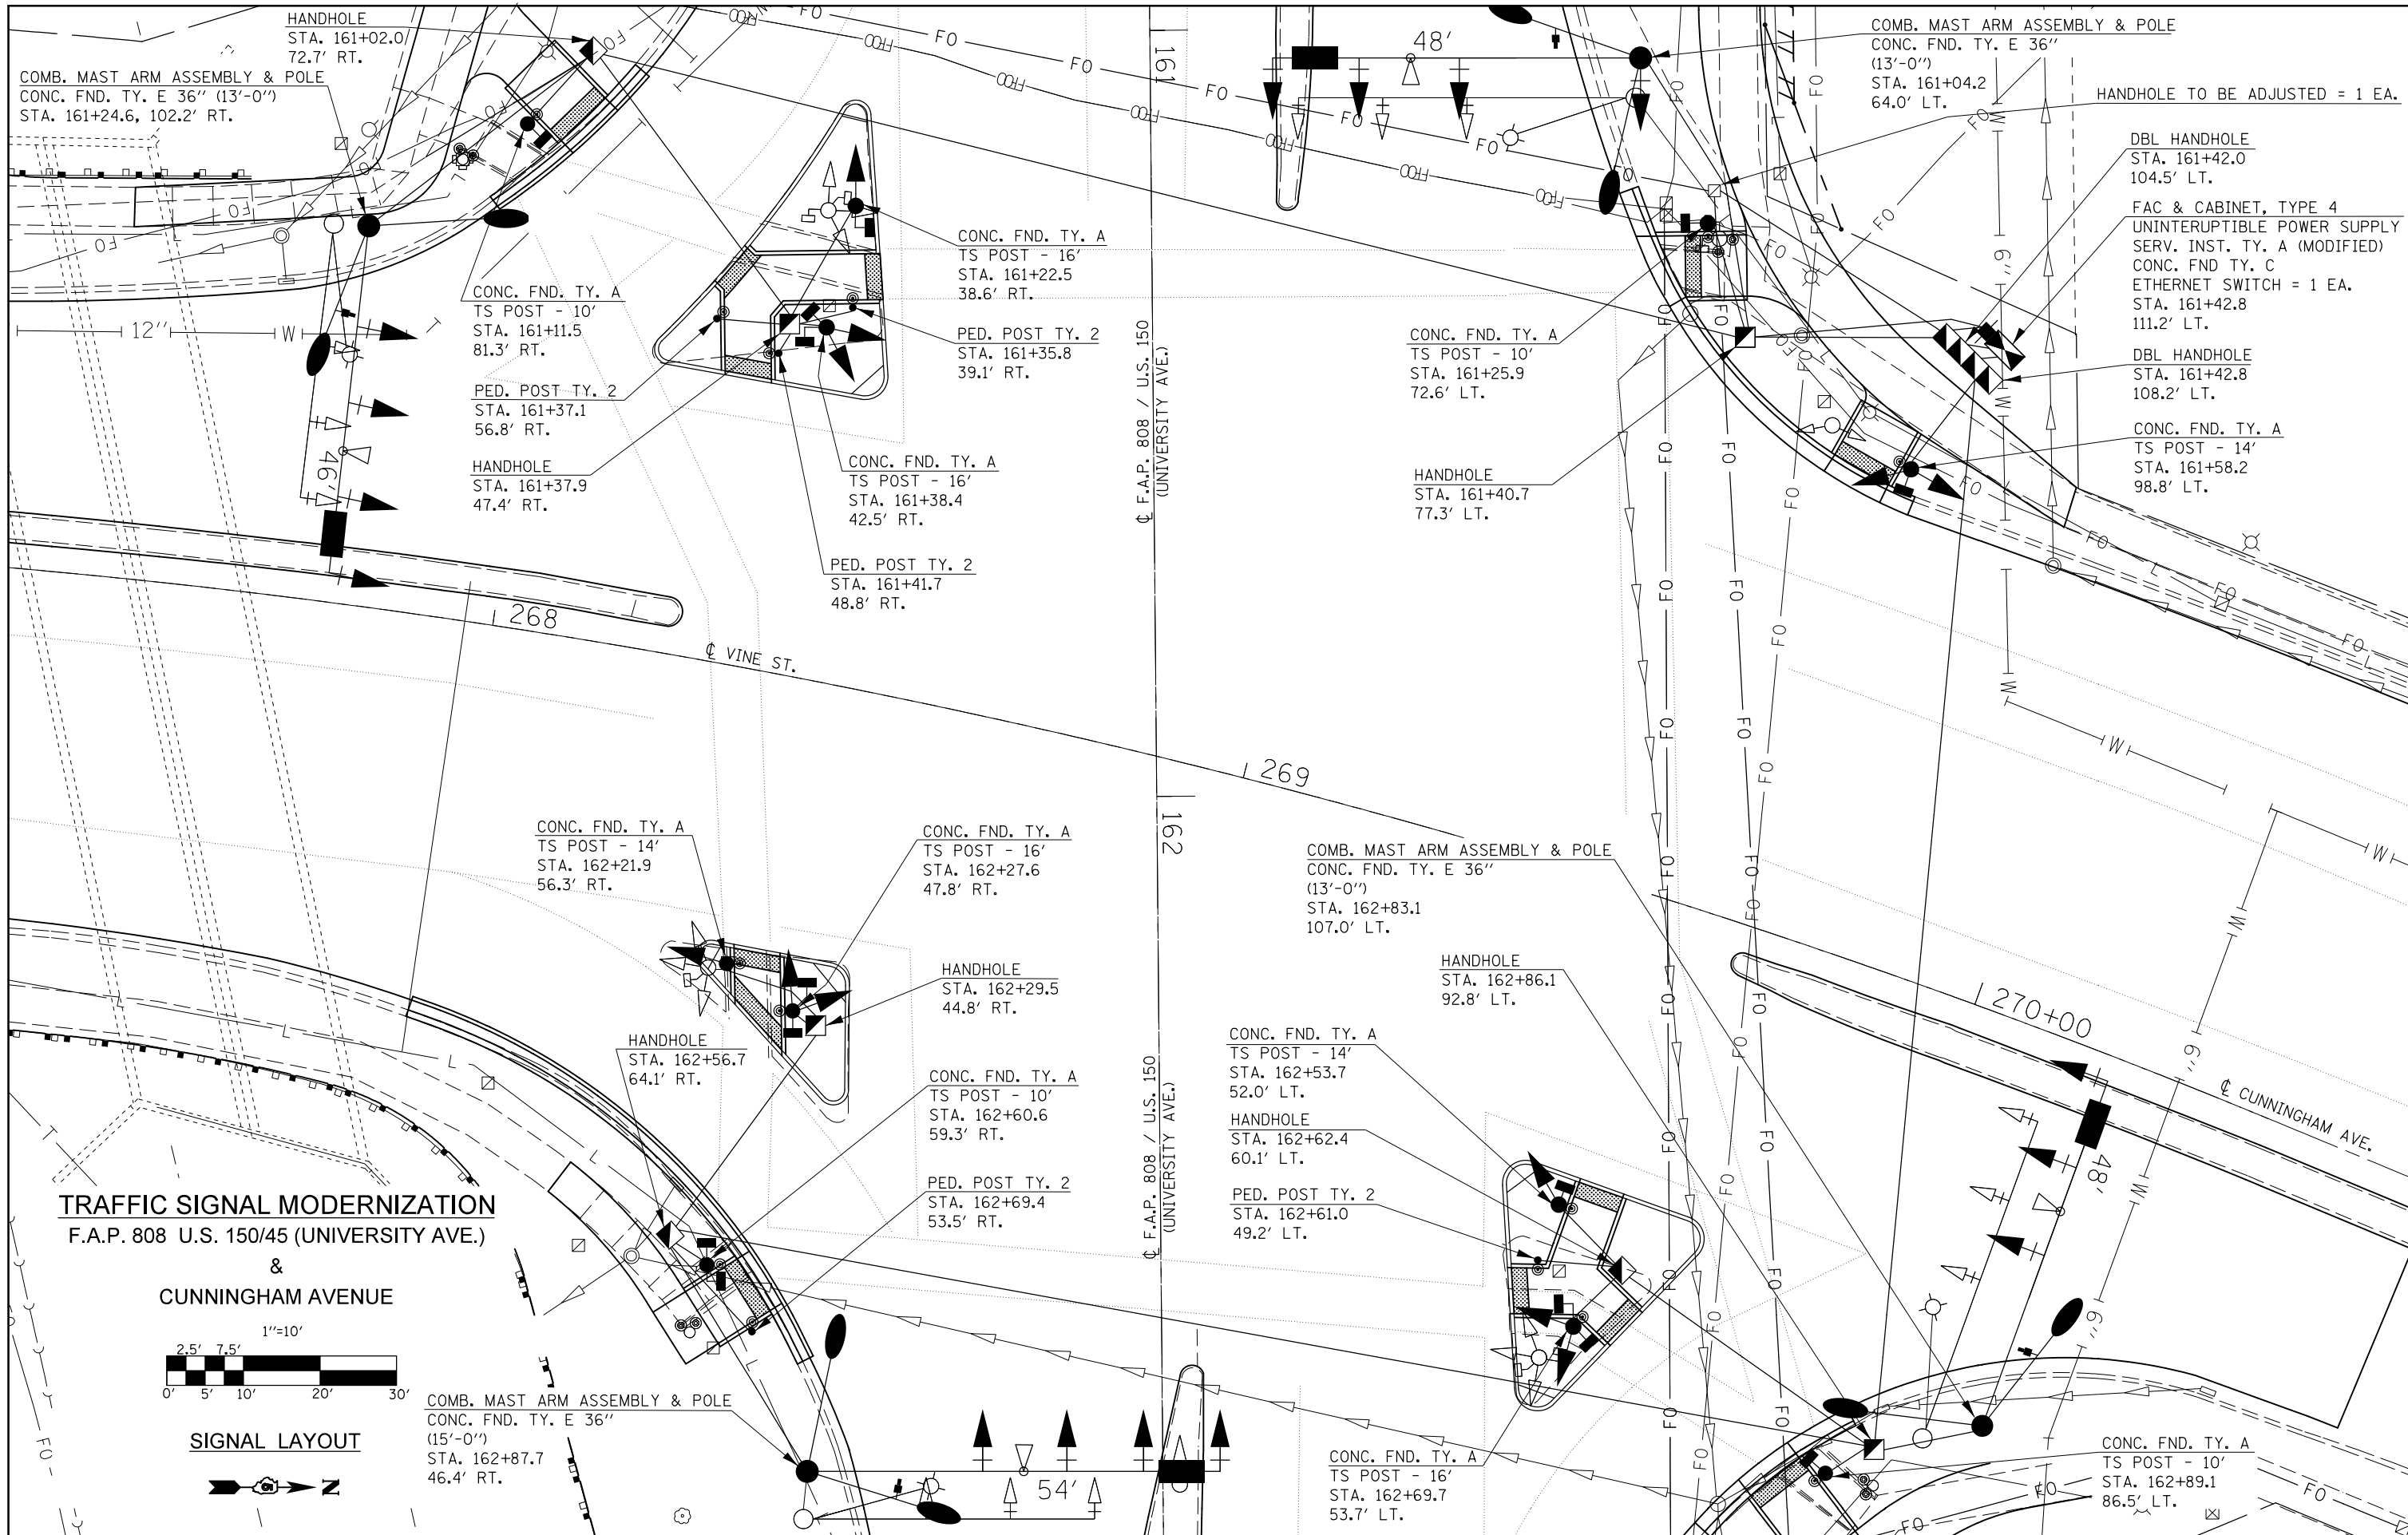 HANDHOLE
STA. 161+02.0
72.7' RT.
COMB. MAST ARM ASSEMBLY & POLE
CONC. FND. TY. E 36" (13'-0")
STA. 161+24.6, 102.2' RT.
CONC. FND. TY. A
TS POST - 10'
STA. 161+11.5
81.3' RT.
PED. POST TY. 2
STA. 161+37.1
56.8' RT.
HANDHOLE
STA. 161+37.9
47.4' RT.
CONC. FND. TY. A
TS POST - 16'
STA. 161+22.5
38.6' RT.
PED. POST TY. 2
STA. 161+35.8
39.1' RT.
CONC. FND. TY. A
TS POST - 16'
STA. 161+38.4
42.5' RT.
PED. POST TY. 2
STA. 161+41.7
48.8' RT.
161
℄ F.A.P. 808 / U.S. 150
(UNIVERSITY AVE.)
48'
COMB. MAST ARM ASSEMBLY & POLE
CONC. FND. TY. E 36"
(13'-0")
STA. 161+04.2
64.0' LT.
HANDHOLE TO BE ADJUSTED = 1 EA.
DBL HANDHOLE
STA. 161+42.0
104.5' LT.
FAC & CABINET, TYPE 4
UNINTERUPTIBLE POWER SUPPLY
SERV. INST. TY. A (MODIFIED)
CONC. FND TY. C
ETHERNET SWITCH = 1 EA.
STA. 161+42.8
111.2' LT.
DBL HANDHOLE
STA. 161+42.8
108.2' LT.
CONC. FND. TY. A
TS POST - 14'
STA. 161+58.2
98.8' LT.
CONC. FND. TY. A
TS POST - 10'
STA. 161+25.9
72.6' LT.
HANDHOLE
STA. 161+40.7
77.3' LT.
12" W
46'
6"
268
℄ VINE ST.
269
162
CONC. FND. TY. A
TS POST - 14'
STA. 162+21.9
56.3' RT.
CONC. FND. TY. A
TS POST - 16'
STA. 162+27.6
47.8' RT.
HANDHOLE
STA. 162+29.5
44.8' RT.
HANDHOLE
STA. 162+56.7
64.1' RT.
CONC. FND. TY. A
TS POST - 10'
STA. 162+60.6
59.3' RT.
PED. POST TY. 2
STA. 162+69.4
53.5' RT.
℄ F.A.P. 808 / U.S. 150
(UNIVERSITY AVE.)
COMB. MAST ARM ASSEMBLY & POLE
CONC. FND. TY. E 36"
(13'-0")
STA. 162+83.1
107.0' LT.
HANDHOLE
STA. 162+86.1
92.8' LT.
CONC. FND. TY. A
TS POST - 14'
STA. 162+53.7
52.0' LT.
HANDHOLE
STA. 162+62.4
60.1' LT.
PED. POST TY. 2
STA. 162+61.0
49.2' LT.
270+00
℄ CUNNINGHAM AVE.
6"
48'
6"
TRAFFIC SIGNAL MODERNIZATION
F.A.P. 808 U.S. 150/45 (UNIVERSITY AVE.)
&
CUNNINGHAM AVENUE
1"=10'
2.5' 7.5'
0' 5' 10' 20' 30'
SIGNAL LAYOUT
N
COMB. MAST ARM ASSEMBLY & POLE
CONC. FND. TY. E 36"
(15'-0")
STA. 162+87.7
46.4' RT.
54'
CONC. FND. TY. A
TS POST - 16'
STA. 162+69.7
53.7' LT.
CONC. FND. TY. A
TS POST - 10'
STA. 162+89.1
86.5' LT.